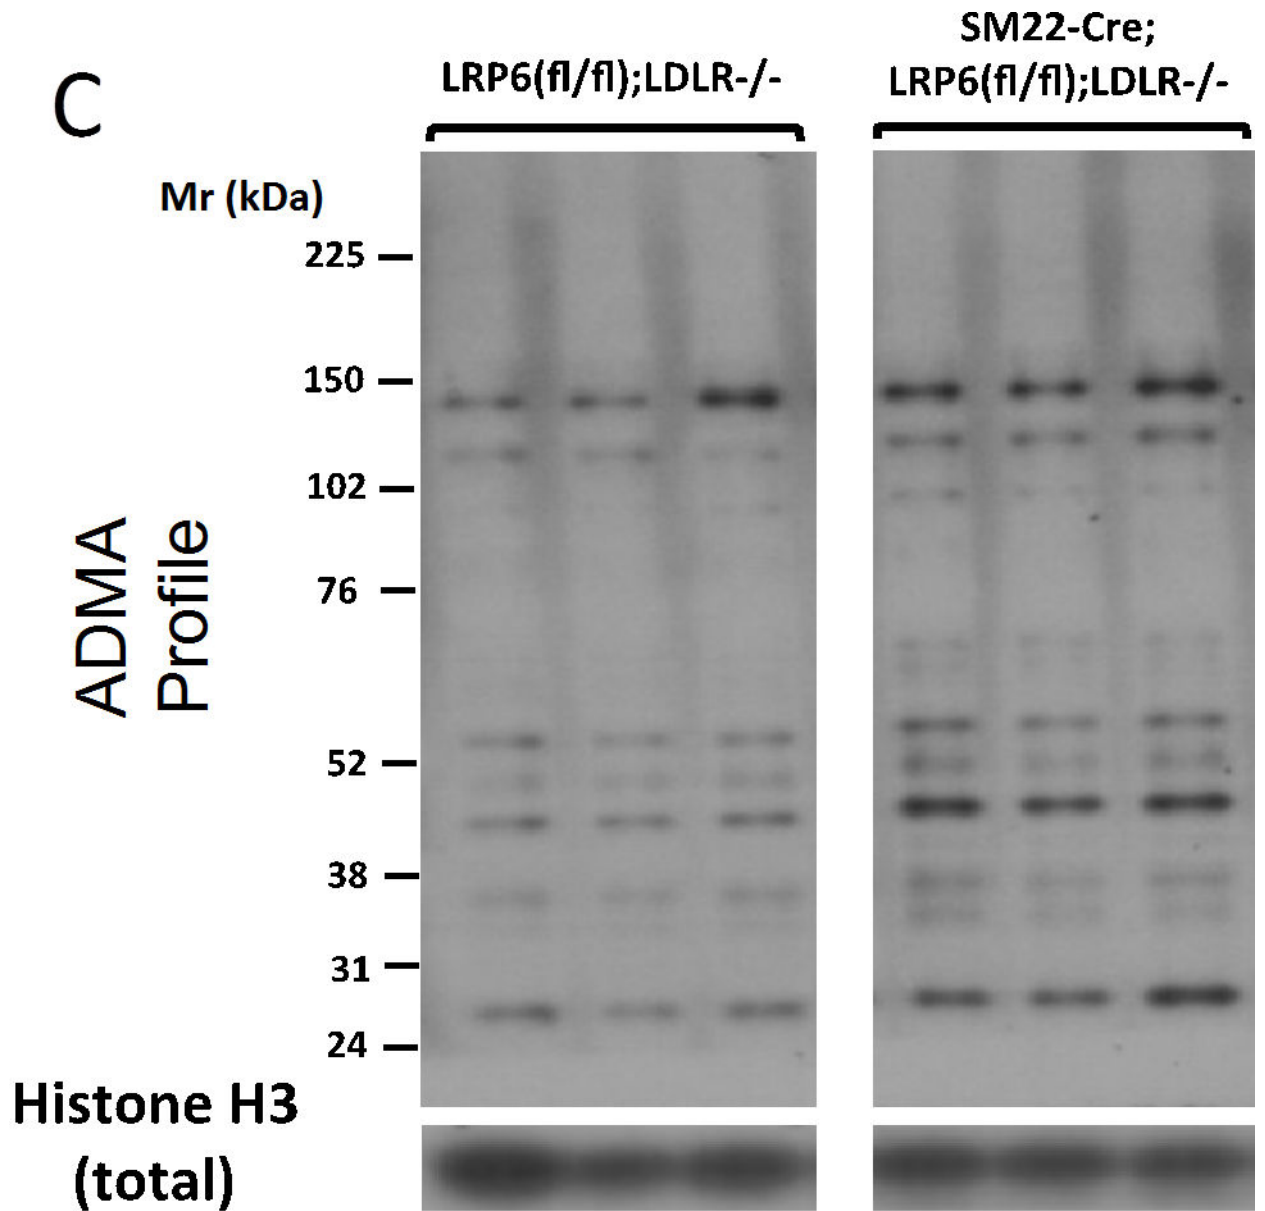 C
LRP6(fl/fl);LDLR-/-
SM22-Cre;
LRP6(fl/fl);LDLR-/-
Mr (kDa)
225
150
102
76
52
38
31
24
ADMA
Profile
Histone H3
(total)